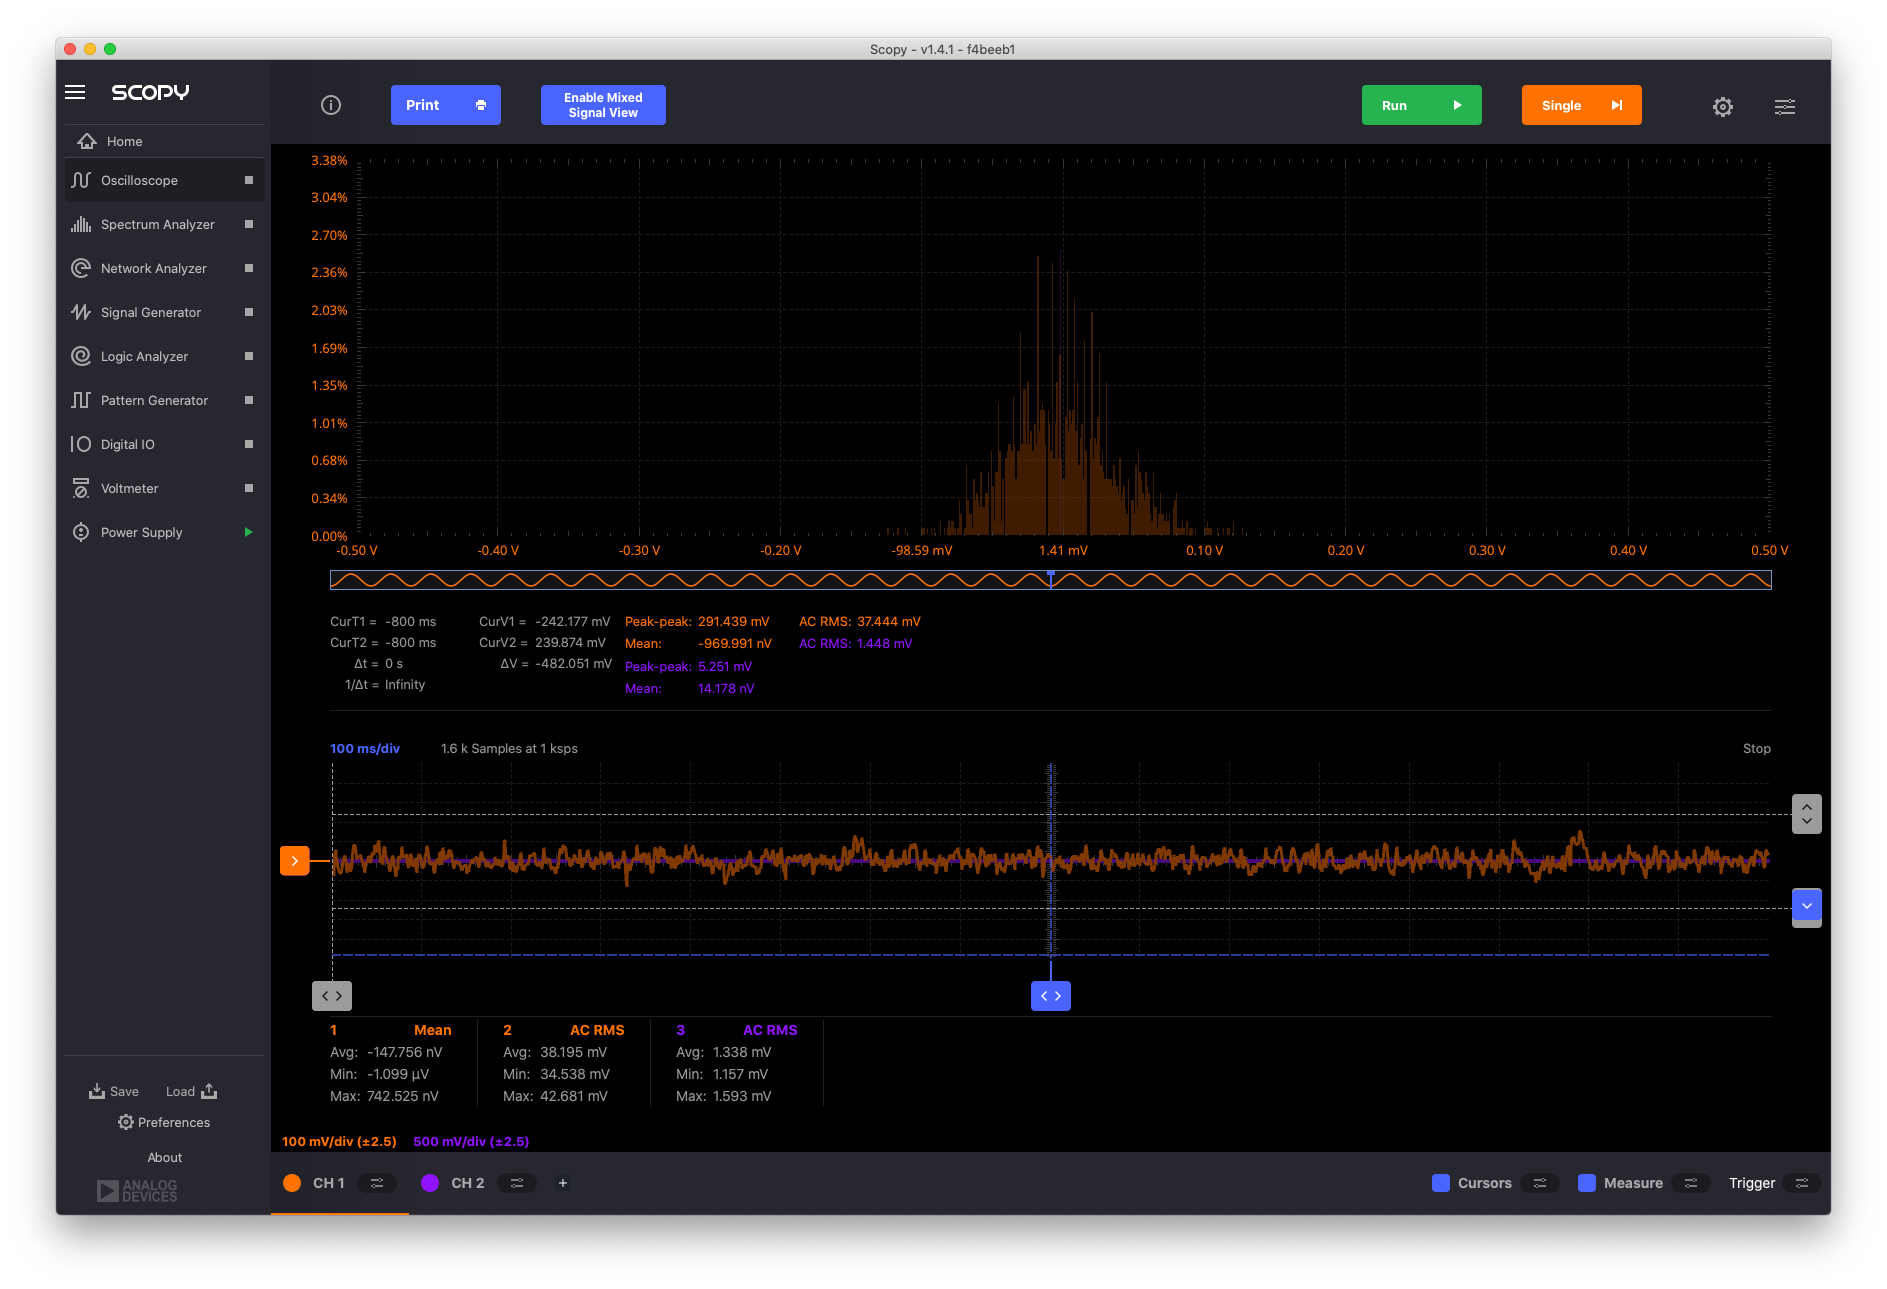 Scopy - v1.4.1 - f4beeb1
SCOPY
Home
Oscilloscope
Spectrum Analyzer
Network Analyzer
Signal Generator
Logic Analyzer
Pattern Generator
Digital IO
Voltmeter
Power Supply
Save Load
Preferences
About
ANALOG
DEVICES
Print
Enable Mixed
Signal View
Run
Single
3.38%
3.04%
2.70%
2.36%
2.03%
1.69%
1.35%
1.01%
0.68%
0.34%
0.00%
-0.50 V -0.40 V -0.30 V -0.20 V -98.59 mV 1.41 mV 0.10 V 0.20 V 0.30 V 0.40 V 0.50 V
CurT1 = -800 ms CurV1 = -242.177 mV Peak-peak: 291.439 mV AC RMS: 37.444 mV
CurT2 = -800 ms CurV2 = 239.874 mV Mean: -969.991 nV AC RMS: 1.448 mV
Δt = 0 s ΔV = -482.051 mV Peak-peak: 5.251 mV
1/Δt = Infinity Mean: 14.178 nV
100 ms/div 1.6 k Samples at 1 ksps Stop
1 Mean 2 AC RMS 3 AC RMS
Avg: -147.756 nV Avg: 38.195 mV Avg: 1.338 mV
Min: -1.099 µV Min: 34.538 mV Min: 1.157 mV
Max: 742.525 nV Max: 42.681 mV Max: 1.593 mV
100 mV/div (±2.5) 500 mV/div (±2.5)
CH 1 CH 2 + Cursors Measure Trigger